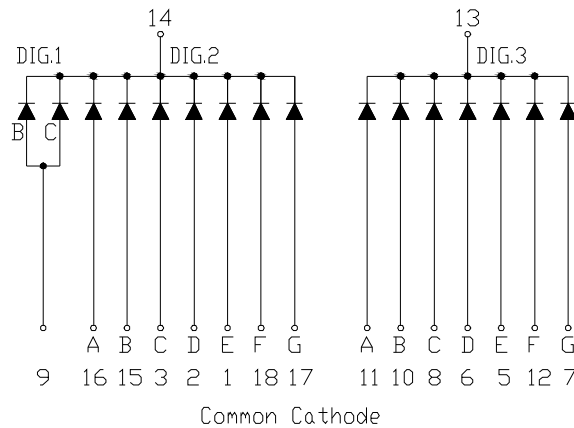 14 13
DIG.1 DIG.2 DIG.3
B C
A B C D E F G A B C D E F G
9 16 15 3 2 1 18 17 11 10 8 6 5 12 7
Common Cathode